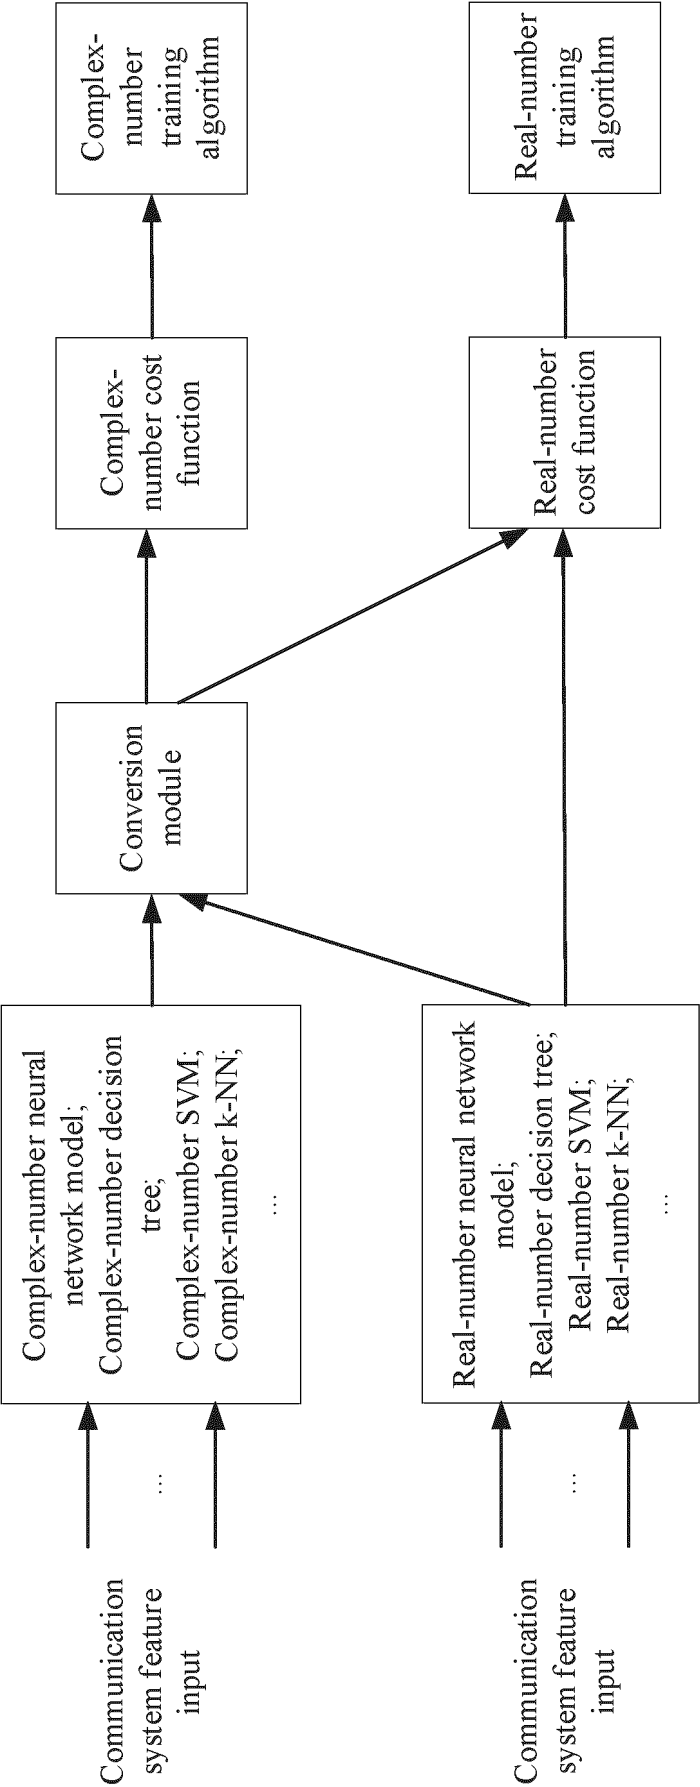 Communication
system feature
input
…
Complex-number neural
network model;
Complex-number decision
tree;
Complex-number SVM;
Complex-number k-NN;
…
Conversion
module
Complex-
number cost
function
Complex-
number
training
algorithm
Communication
system feature
input
…
Real-number neural network
model;
Real-number decision tree;
Real-number SVM;
Real-number k-NN;
…
Real-number
cost function
Real-number
training
algorithm